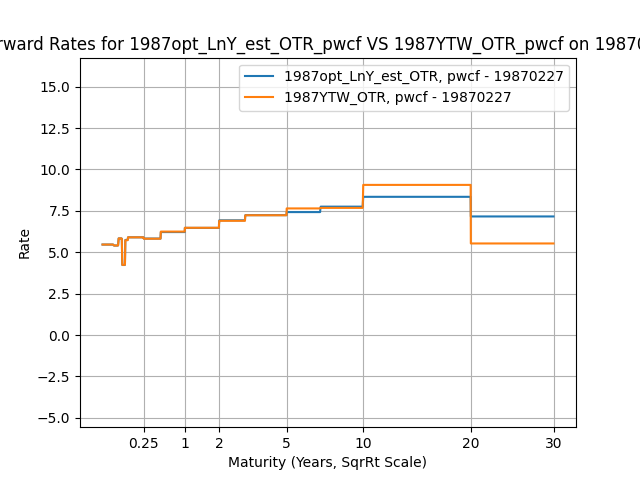 rward Rates for 1987opt_LnY_est_OTR_pwcf VS 1987YTW_OTR_pwcf on 19870
1987opt_LnY_est_OTR, pwcf - 19870227
1987YTW_OTR, pwcf - 19870227
15.0
12.5
10.0
7.5
5.0
2.5
0.0
−2.5
−5.0
Rate
0.25 1 2 5 10 20 30
Maturity (Years, SqrRt Scale)